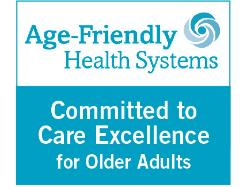 Age-Friendly
Health Systems
Committed to
Care Excellence
for Older Adults